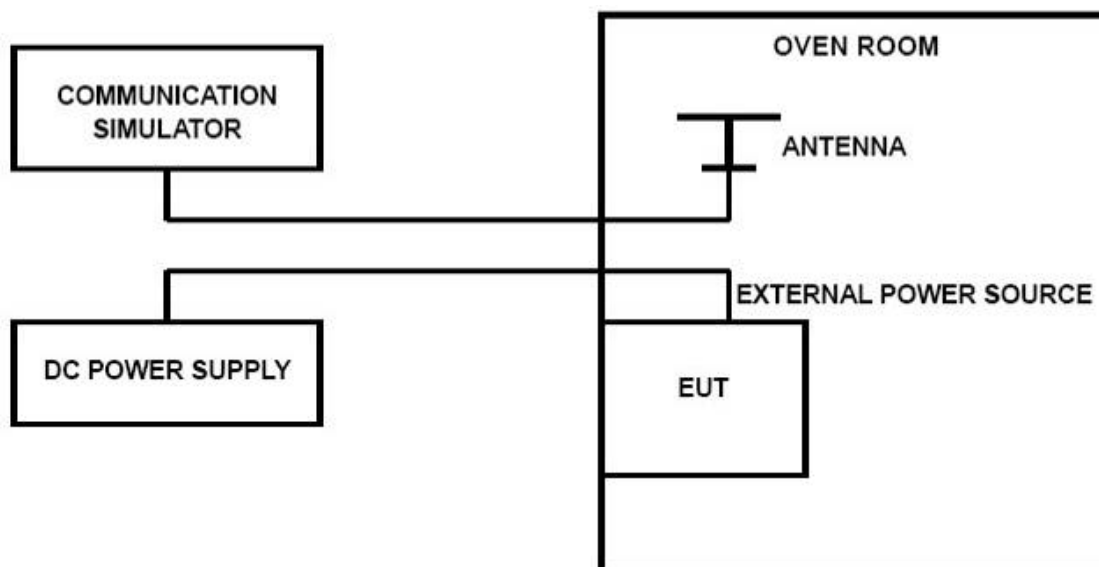 OVEN ROOM
COMMUNICATION
SIMULATOR
ANTENNA
EXTERNAL POWER SOURCE
DC POWER SUPPLY
EUT